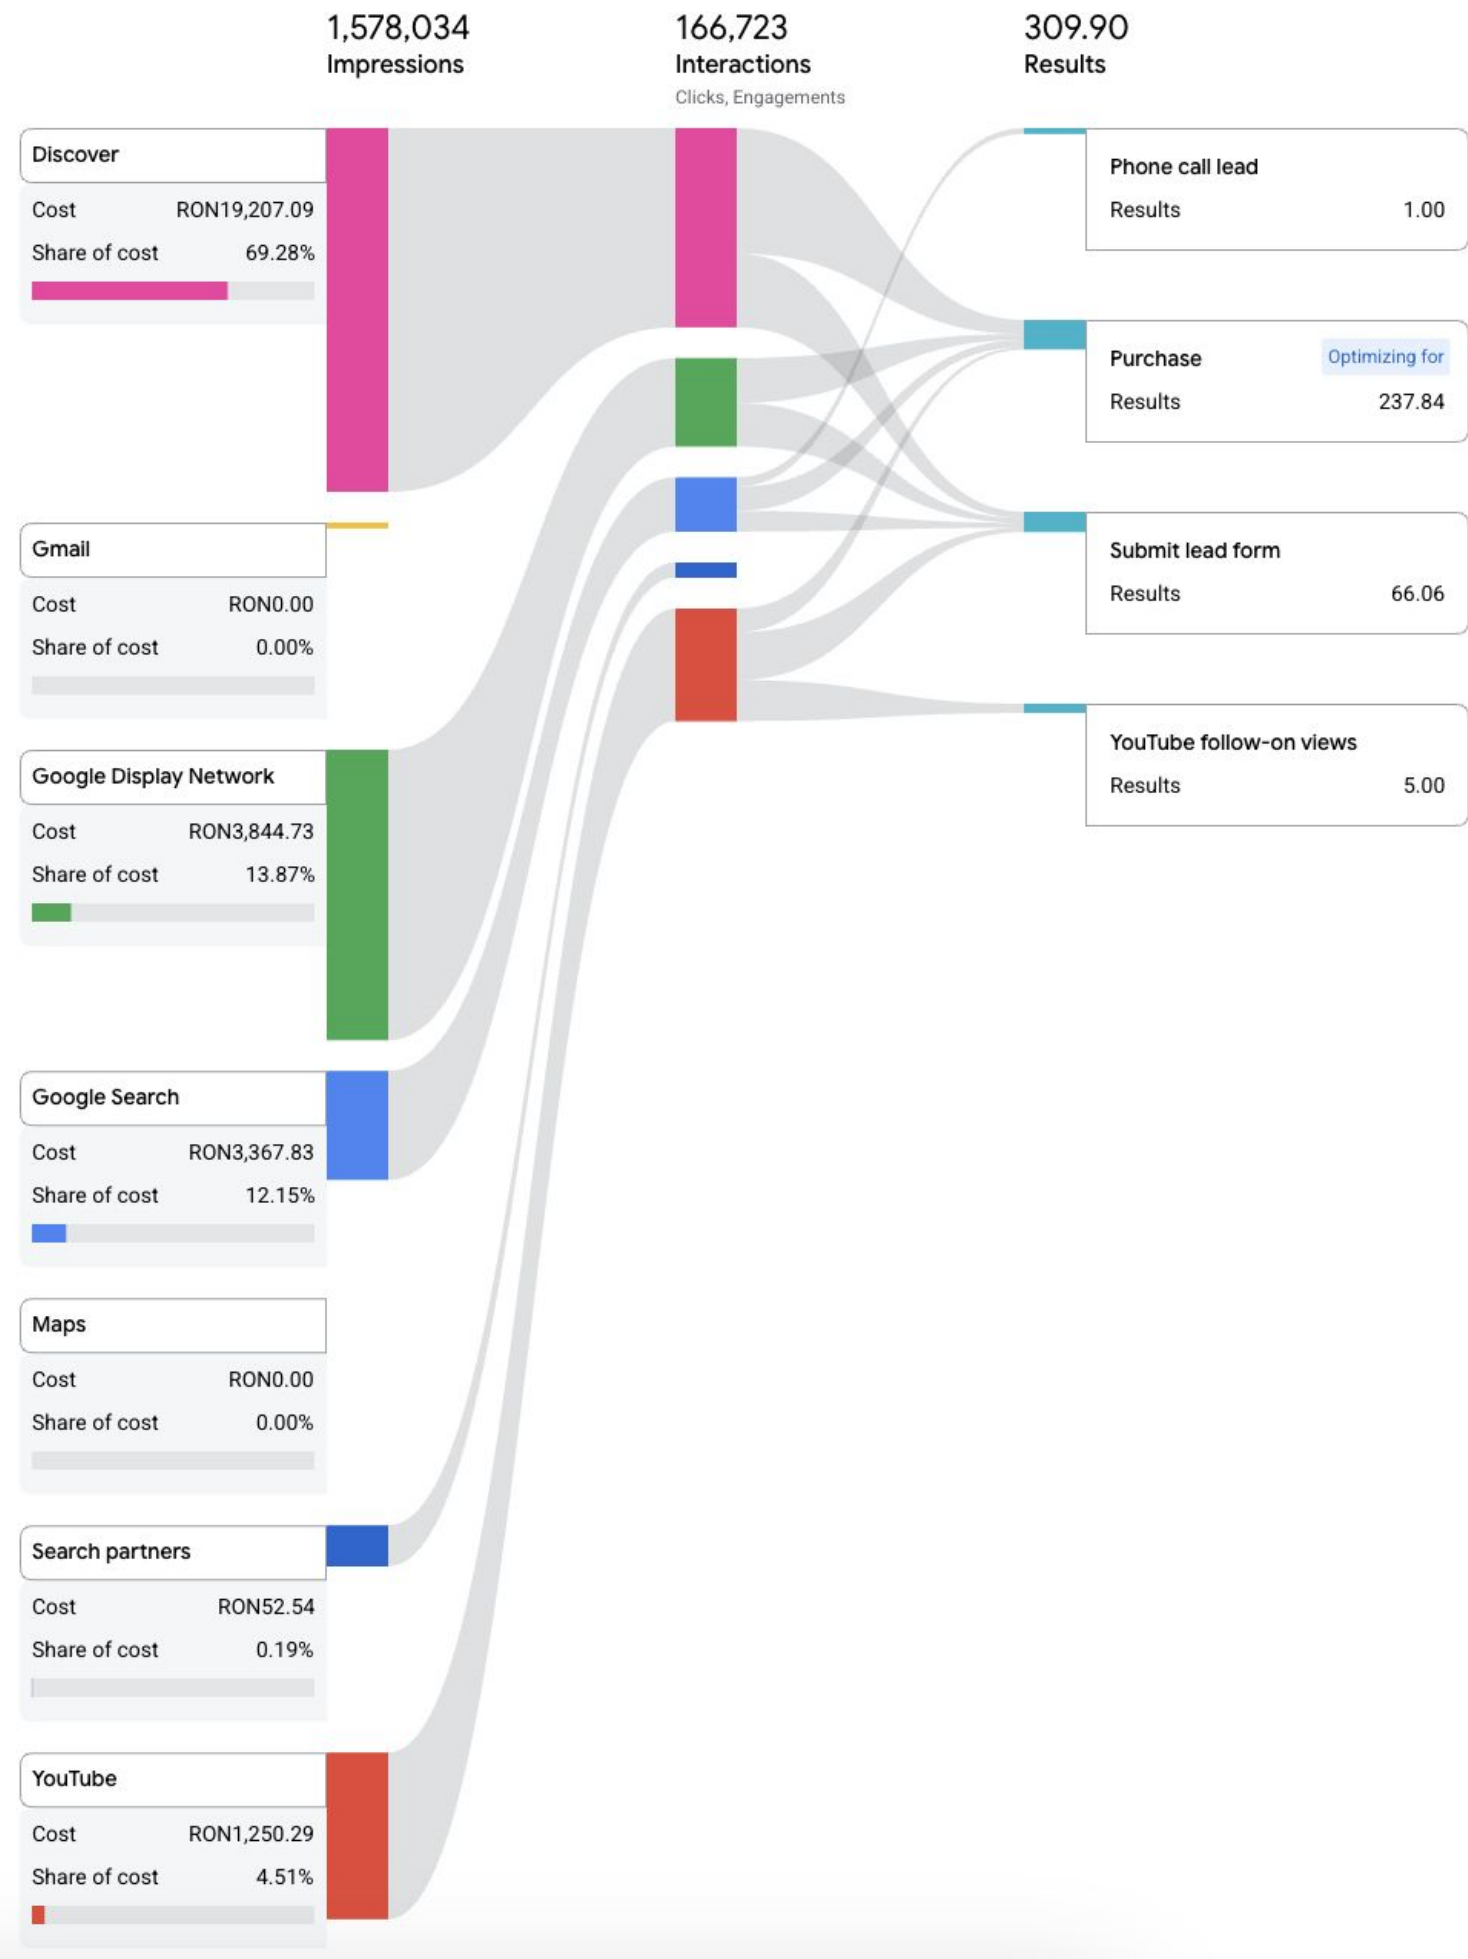 1,578,034
Impressions
166,723
Interactions
Clicks, Engagements
309.90
Results
Discover
Cost RON19,207.09
Share of cost 69.28%
Gmail
Cost RON0.00
Share of cost 0.00%
Google Display Network
Cost RON3,844.73
Share of cost 13.87%
Google Search
Cost RON3,367.83
Share of cost 12.15%
Maps
Cost RON0.00
Share of cost 0.00%
Search partners
Cost RON52.54
Share of cost 0.19%
YouTube
Cost RON1,250.29
Share of cost 4.51%
Phone call lead
Results 1.00
Purchase Optimizing for
Results 237.84
Submit lead form
Results 66.06
YouTube follow-on views
Results 5.00